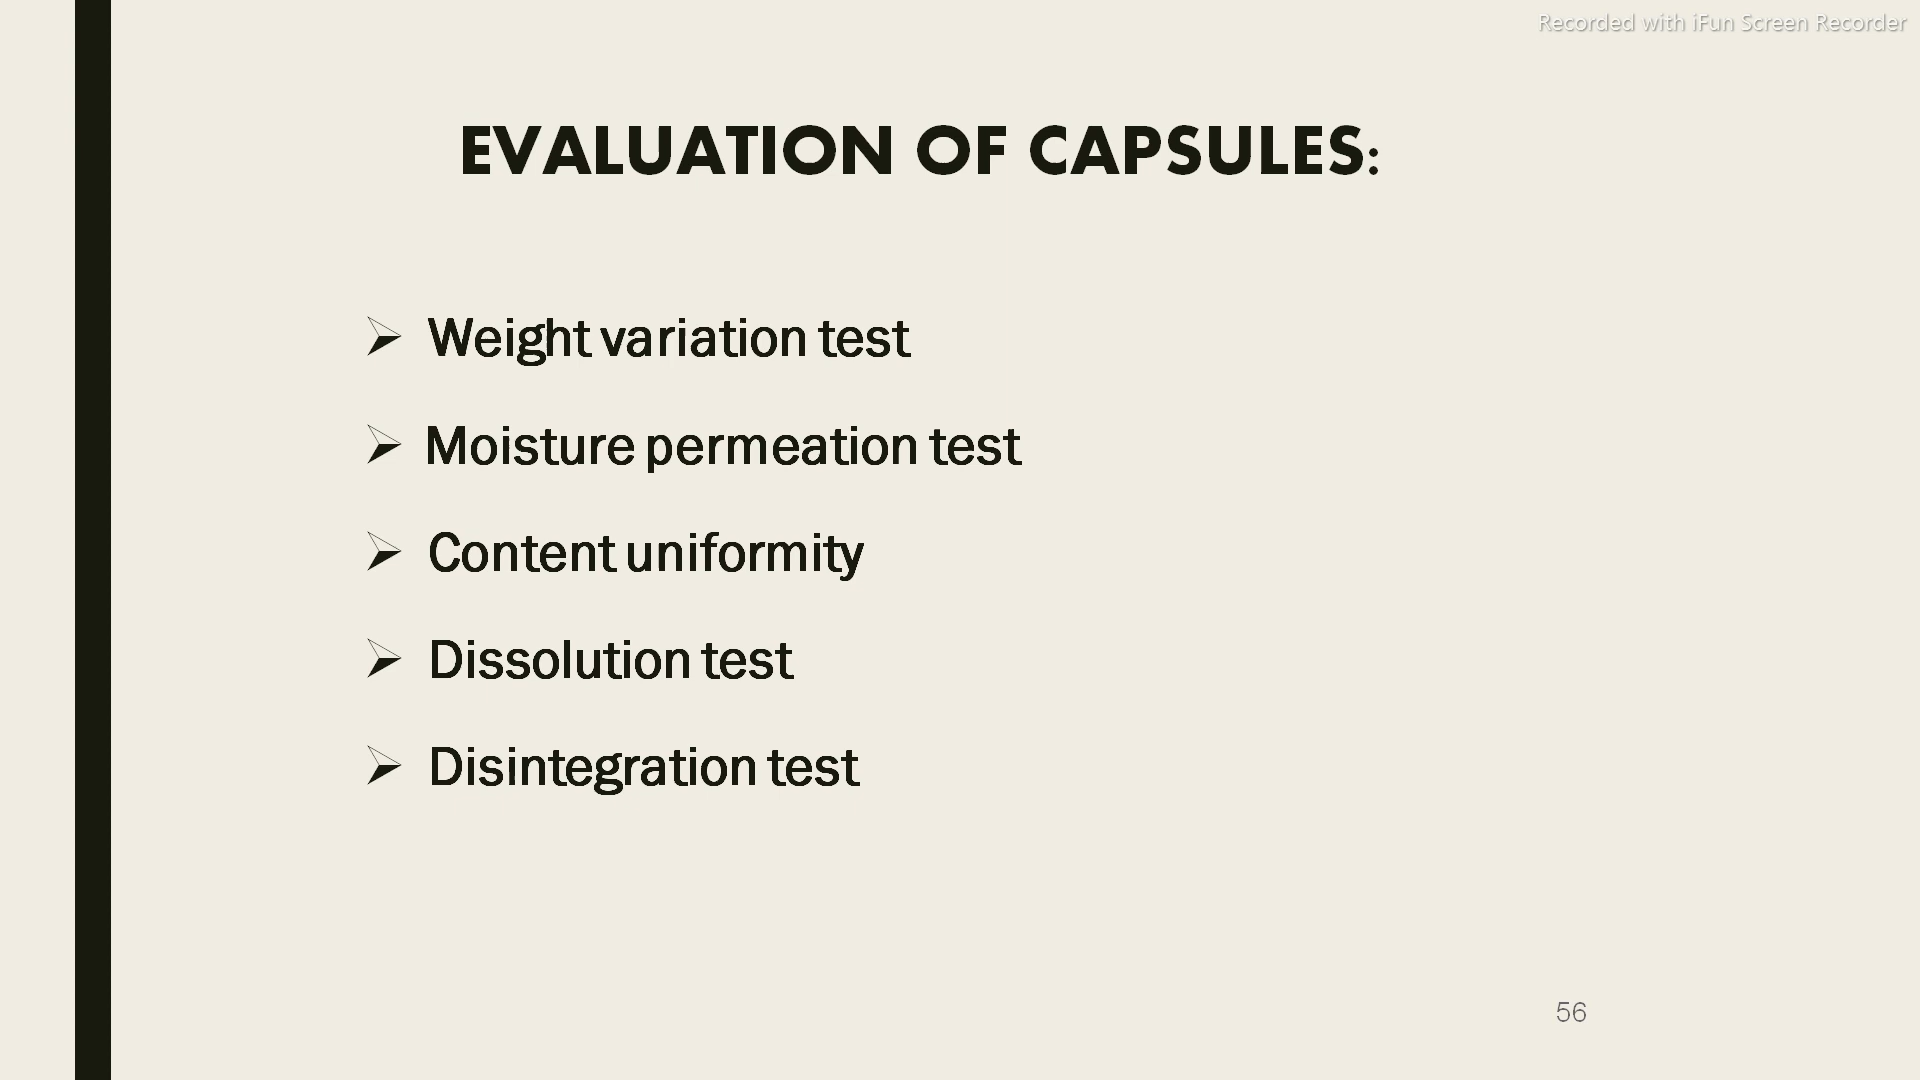 Recorded with iFun Screen Recorder
EVALUATION OF CAPSULES:
➢ Weight variation test
➢ Moisture permeation test
➢ Content uniformity
➢ Dissolution test
➢ Disintegration test
56